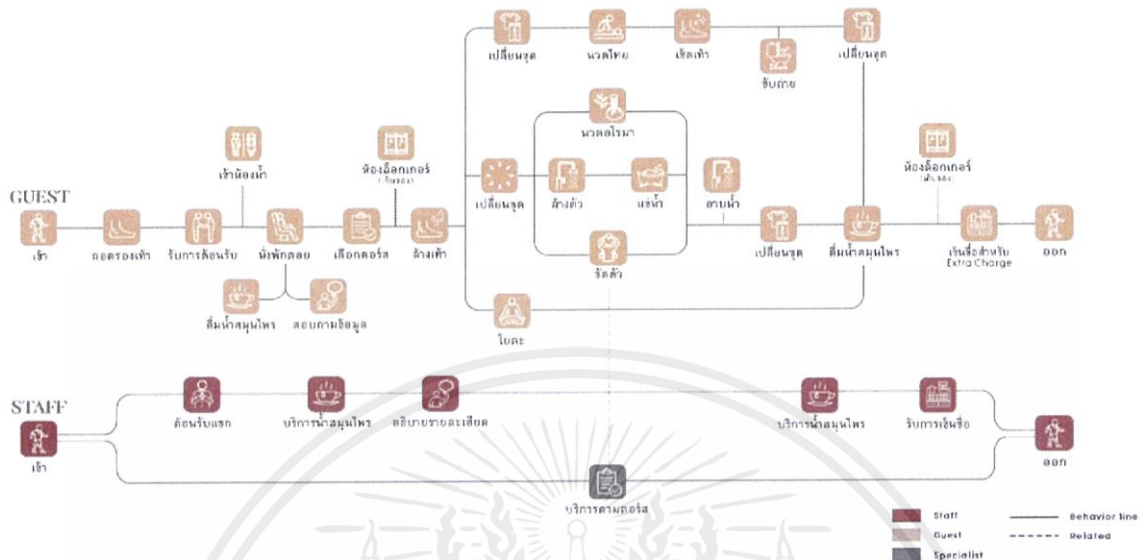 เปลี่ยนชุด
นวดไทย
เช็ดเท้า
ขับถ่าย
เปลี่ยนชุด
นวดอโรมา
เข้าห้องน้ำ
ห้องล็อกเกอร์
ห้องล็อกเกอร์
GUEST
เปลี่ยนชุด
ล้างตัว
แช่น้ำ
อาบน้ำ
เข้า
ถอดรองเท้า
รับการต้อนรับ
นั่งพักคอย
เลือกคอร์ส
ล้างเท้า
ขัดตัว
เปลี่ยนชุด
ดื่มน้ำสมุนไพร
เซ็นชื่อสำหรับ
Extra Charge
ออก
ดื่มน้ำสมุนไพร
สอบถามข้อมูล
โยคะ
STAFF
เข้า
ต้อนรับแขก
บริการน้ำสมุนไพร
อธิบายรายละเอียด
บริการน้ำสมุนไพร
รับการเซ็นชื่อ
ออก
บริการตามคอร์ส
Staff
Behavior line
Guest
Related
Specialist